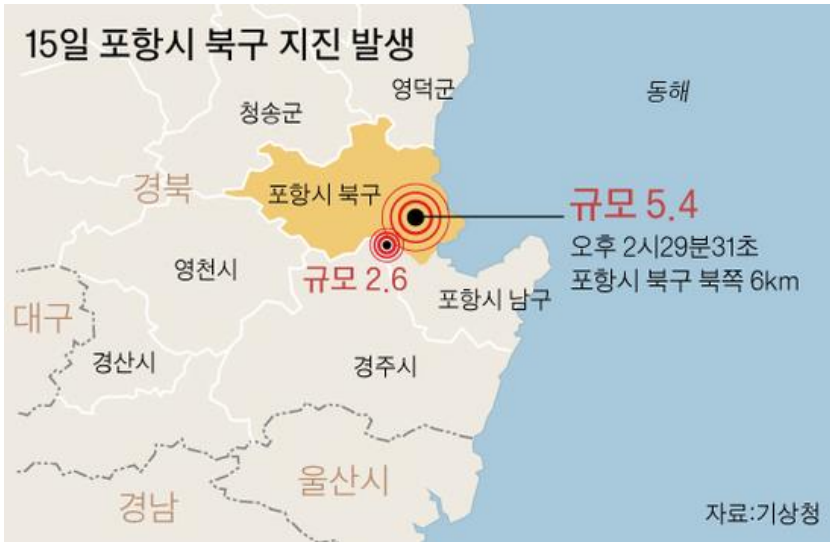 15일 포항시 북구 지진 발생
영덕군
동해
청송군
경북
포항시 북구
규모 5.4
오후 2시29분31초
포항시 북구 북쪽 6km
영천시
규모 2.6
포항시 남구
대구
경산시
경주시
울산시
경남
자료:기상청